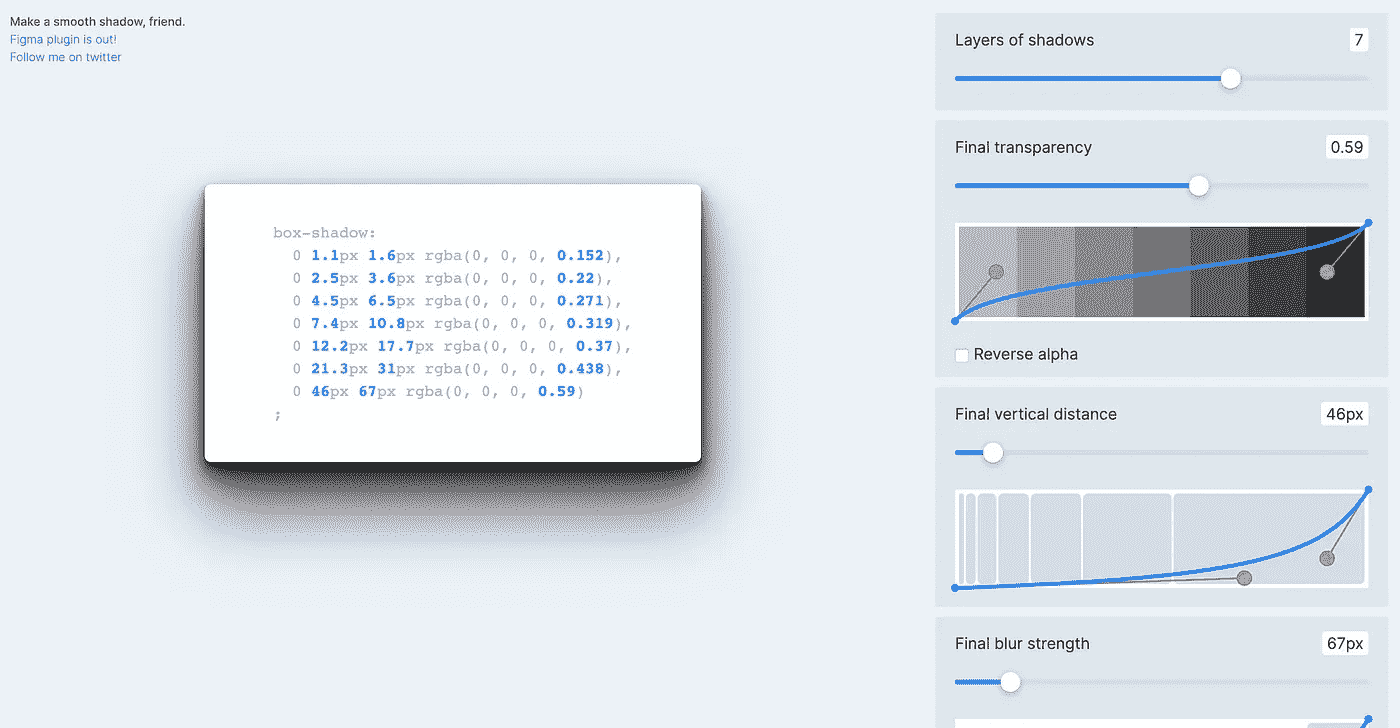 Make a smooth shadow, friend.
Figma plugin is out!
Follow me on twitter
box-shadow:
0 1.1px 1.6px rgba(0, 0, 0, 0.152),
0 2.5px 3.6px rgba(0, 0, 0, 0.22),
0 4.5px 6.5px rgba(0, 0, 0, 0.271),
0 7.4px 10.8px rgba(0, 0, 0, 0.319),
0 12.2px 17.7px rgba(0, 0, 0, 0.37),
0 21.3px 31px rgba(0, 0, 0, 0.438),
0 46px 67px rgba(0, 0, 0, 0.59)
;
Layers of shadows 7
Final transparency 0.59
Reverse alpha
Final vertical distance 46px
Final blur strength 67px